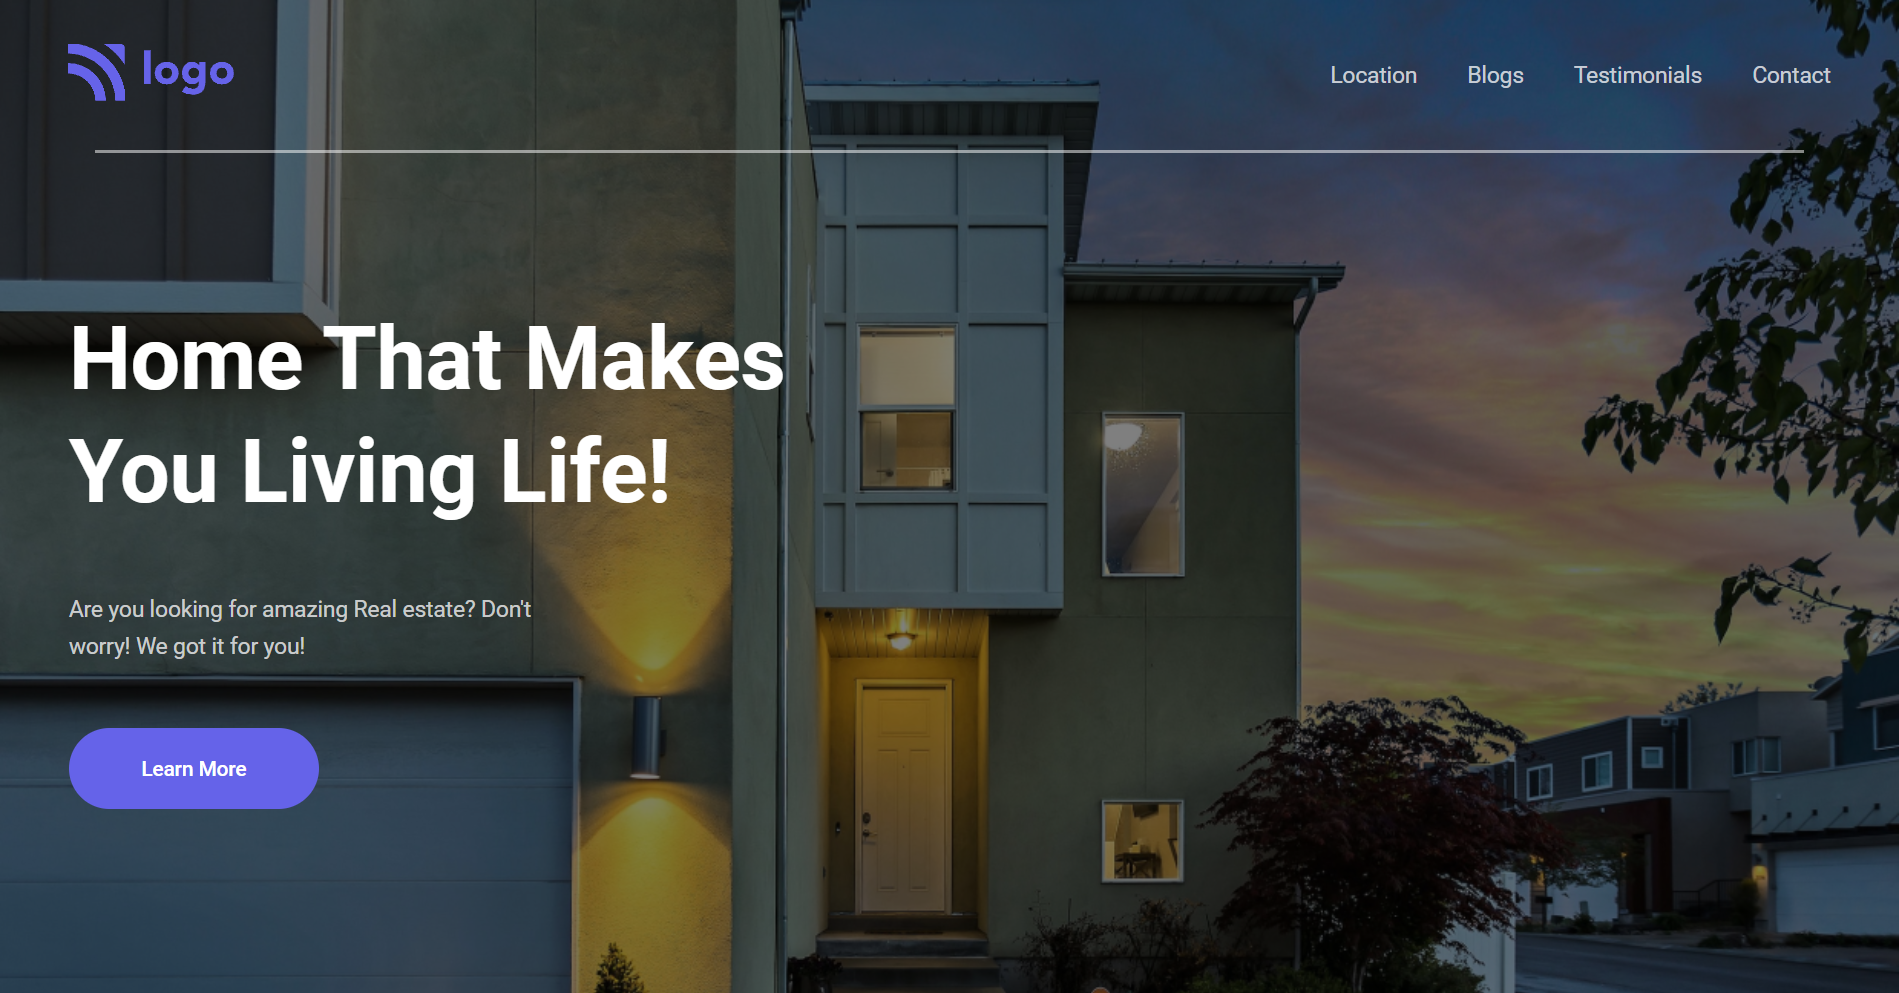 logo
Location Blogs Testimonials Contact
Home That Makes
You Living Life!
Are you looking for amazing Real estate? Don't
worry! We got it for you!
Learn More